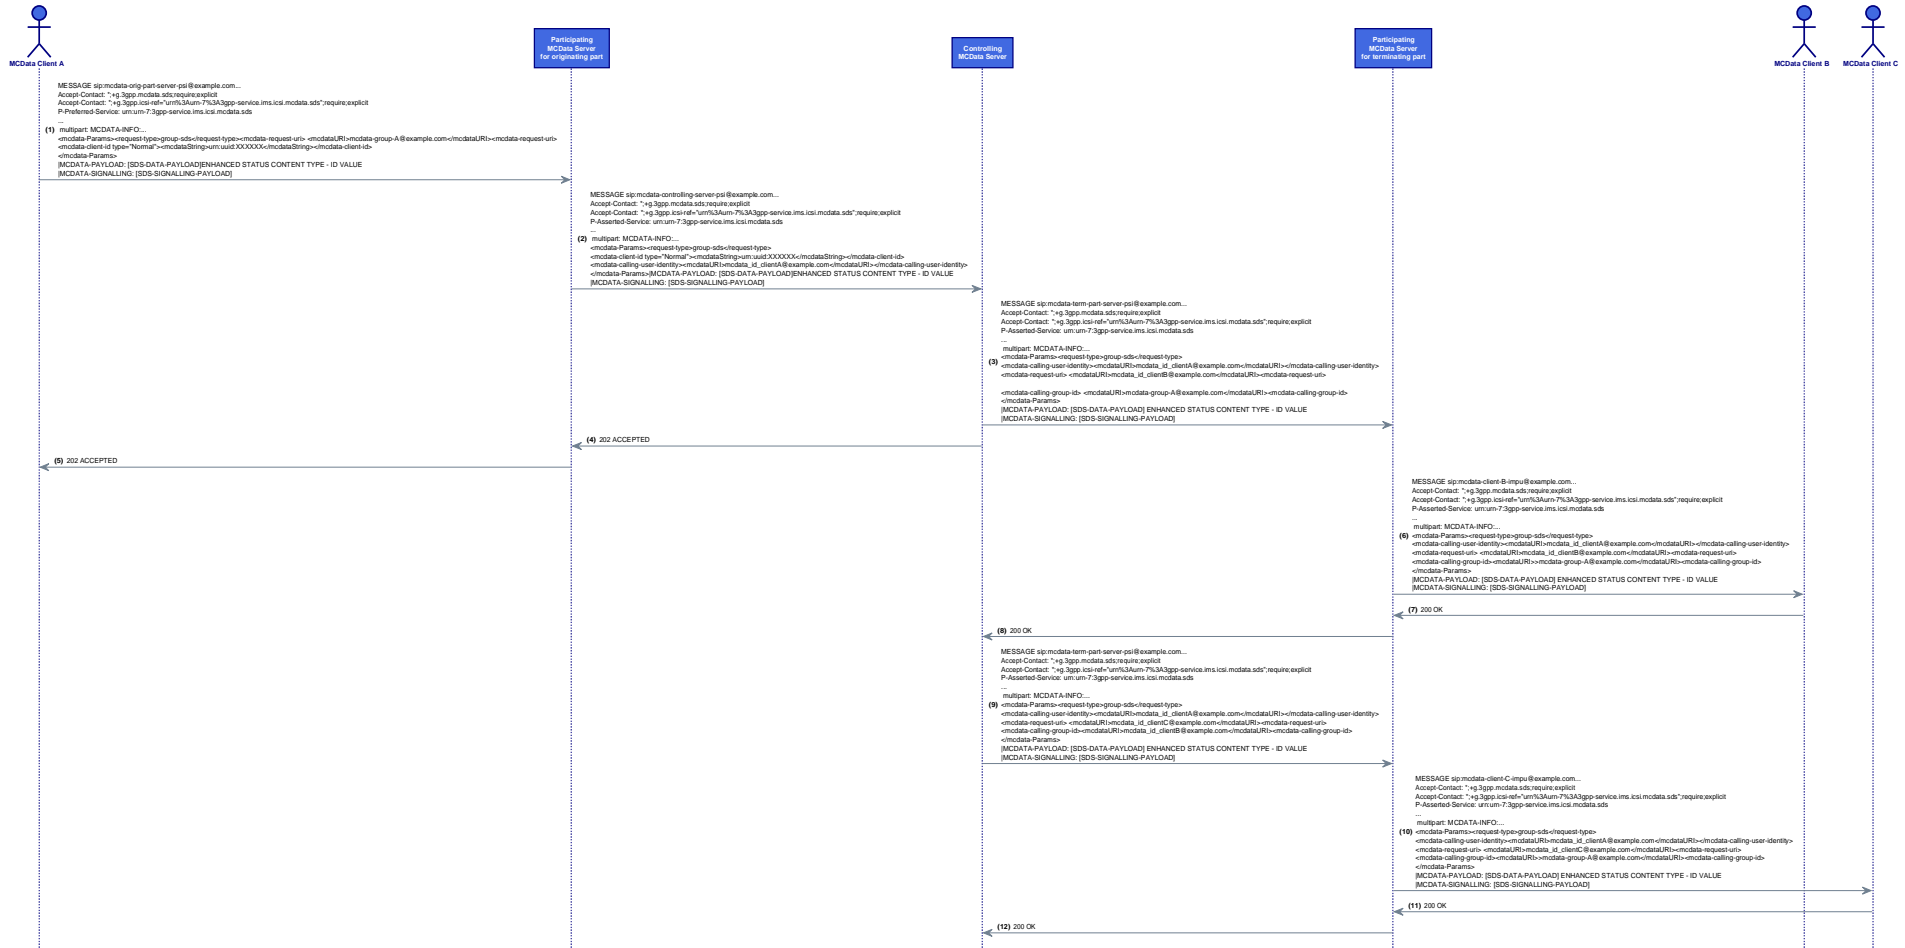 MCData Client A
Participating
MCData Server
for originating part
Controlling
MCData Server
Participating
MCData Server
for terminating part
MCData Client B
MCData Client C
MESSAGE sip:mcdata-orig-part-server-psi@example.com...
Accept-Contact: *;+g.3gpp.mcdata.sds;require;explicit
Accept-Contact: *;+g.3gpp.icsi-ref="urn%3Aurn-7%3A3gpp-service.ims.icsi.mcdata.sds";require;explicit
P-Preferred-Service: urn:urn-7:3gpp-service.ims.icsi.mcdata.sds
...
(1) multipart: MCDATA-INFO:...
<mcdata-Params><request-type>group-sds</request-type><mcdata-request-uri> <mcdataURI>mcdata-group-A@example.com</mcdataURI><mcdata-request-uri>
<mcdata-client-id type="Normal"><mcdataString>urn:uuid:XXXXXX</mcdataString></mcdata-client-id>
</mcdata-Params>
|MCDATA-PAYLOAD: [SDS-DATA-PAYLOAD]ENHANCED STATUS CONTENT TYPE - ID VALUE
|MCDATA-SIGNALLING: [SDS-SIGNALLING-PAYLOAD]
MESSAGE sip:mcdata-controlling-server-psi@example.com...
Accept-Contact: *;+g.3gpp.mcdata.sds;require;explicit
Accept-Contact: *;+g.3gpp.icsi-ref="urn%3Aurn-7%3A3gpp-service.ims.icsi.mcdata.sds";require;explicit
P-Asserted-Service: urn:urn-7:3gpp-service.ims.icsi.mcdata.sds
...
(2) multipart: MCDATA-INFO:...
<mcdata-Params><request-type>group-sds</request-type>
<mcdata-client-id type="Normal"><mcdataString>urn:uuid:XXXXXX</mcdataString></mcdata-client-id>
<mcdata-calling-user-identity><mcdataURI>mcdata_id_clientA@example.com</mcdataURI></mcdata-calling-user-identity>
</mcdata-Params>|MCDATA-PAYLOAD: [SDS-DATA-PAYLOAD]ENHANCED STATUS CONTENT TYPE - ID VALUE
|MCDATA-SIGNALLING: [SDS-SIGNALLING-PAYLOAD]
MESSAGE sip:mcdata-term-part-server-psi@example.com...
Accept-Contact: *;+g.3gpp.mcdata.sds;require;explicit
Accept-Contact: *;+g.3gpp.icsi-ref="urn%3Aurn-7%3A3gpp-service.ims.icsi.mcdata.sds";require;explicit
P-Asserted-Service: urn:urn-7:3gpp-service.ims.icsi.mcdata.sds
...
multipart: MCDATA-INFO:...
<mcdata-Params><request-type>group-sds</request-type>
(3) <mcdata-calling-user-identity><mcdataURI>mcdata_id_clientA@example.com</mcdataURI></mcdata-calling-user-identity>
<mcdata-request-uri> <mcdataURI>mcdata_id_clientB@example.com</mcdataURI><mcdata-request-uri>
<mcdata-calling-group-id> <mcdataURI>mcdata-group-A@example.com</mcdataURI><mcdata-calling-group-id>
</mcdata-Params>
|MCDATA-PAYLOAD: [SDS-DATA-PAYLOAD] ENHANCED STATUS CONTENT TYPE - ID VALUE
|MCDATA-SIGNALLING: [SDS-SIGNALLING-PAYLOAD]
(4) 202 ACCEPTED
(5) 202 ACCEPTED
MESSAGE sip:mcdata-client-B-impu@example.com...
Accept-Contact: *;+g.3gpp.mcdata.sds;require;explicit
Accept-Contact: *;+g.3gpp.icsi-ref="urn%3Aurn-7%3A3gpp-service.ims.icsi.mcdata.sds";require;explicit
P-Asserted-Service: urn:urn-7:3gpp-service.ims.icsi.mcdata.sds
...
multipart: MCDATA-INFO:...
(6) <mcdata-Params><request-type>group-sds</request-type>
<mcdata-calling-user-identity><mcdataURI>mcdata_id_clientA@example.com</mcdataURI></mcdata-calling-user-identity>
<mcdata-request-uri> <mcdataURI>mcdata_id_clientB@example.com</mcdataURI><mcdata-request-uri>
<mcdata-calling-group-id><mcdataURI>>mcdata-group-A@example.com</mcdataURI><mcdata-calling-group-id>
</mcdata-Params>
|MCDATA-PAYLOAD: [SDS-DATA-PAYLOAD] ENHANCED STATUS CONTENT TYPE - ID VALUE
|MCDATA-SIGNALLING: [SDS-SIGNALLING-PAYLOAD]
(7) 200 OK
(8) 200 OK
MESSAGE sip:mcdata-term-part-server-psi@example.com...
Accept-Contact: *;+g.3gpp.mcdata.sds;require;explicit
Accept-Contact: *;+g.3gpp.icsi-ref="urn%3Aurn-7%3A3gpp-service.ims.icsi.mcdata.sds";require;explicit
P-Asserted-Service: urn:urn-7:3gpp-service.ims.icsi.mcdata.sds
...
multipart: MCDATA-INFO:...
(9) <mcdata-Params><request-type>group-sds</request-type>
<mcdata-calling-user-identity><mcdataURI>mcdata_id_clientA@example.com</mcdataURI></mcdata-calling-user-identity>
<mcdata-request-uri> <mcdataURI>mcdata_id_clientC@example.com</mcdataURI><mcdata-request-uri>
<mcdata-calling-group-id><mcdataURI>mcdata_id_clientB@example.com</mcdataURI><mcdata-calling-group-id>
</mcdata-Params>
|MCDATA-PAYLOAD: [SDS-DATA-PAYLOAD] ENHANCED STATUS CONTENT TYPE - ID VALUE
|MCDATA-SIGNALLING: [SDS-SIGNALLING-PAYLOAD]
MESSAGE sip:mcdata-client-C-impu@example.com...
Accept-Contact: *;+g.3gpp.mcdata.sds;require;explicit
Accept-Contact: *;+g.3gpp.icsi-ref="urn%3Aurn-7%3A3gpp-service.ims.icsi.mcdata.sds";require;explicit
P-Asserted-Service: urn:urn-7:3gpp-service.ims.icsi.mcdata.sds
...
multipart: MCDATA-INFO:...
(10) <mcdata-Params><request-type>group-sds</request-type>
<mcdata-calling-user-identity><mcdataURI>mcdata_id_clientA@example.com</mcdataURI></mcdata-calling-user-identity>
<mcdata-request-uri> <mcdataURI>mcdata_id_clientC@example.com</mcdataURI><mcdata-request-uri>
<mcdata-calling-group-id><mcdataURI>>mcdata-group-A@example.com</mcdataURI><mcdata-calling-group-id>
</mcdata-Params>
|MCDATA-PAYLOAD: [SDS-DATA-PAYLOAD] ENHANCED STATUS CONTENT TYPE - ID VALUE
|MCDATA-SIGNALLING: [SDS-SIGNALLING-PAYLOAD]
(11) 200 OK
(12) 200 OK